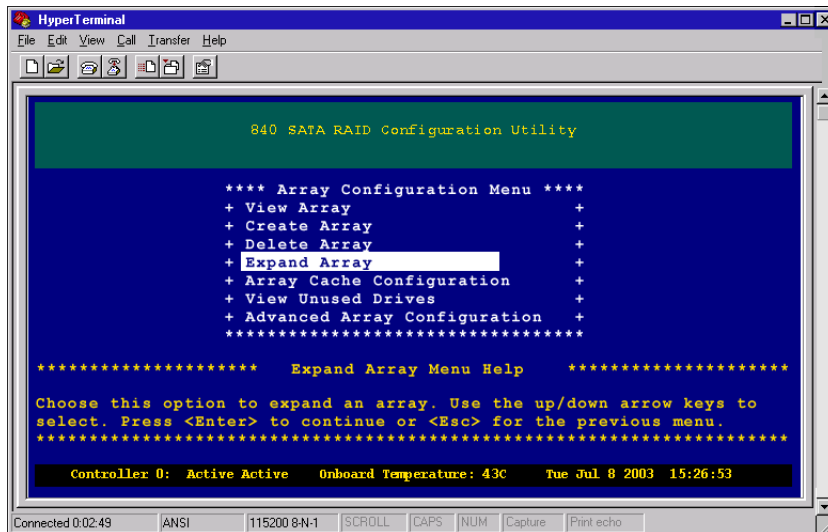 HyperTerminal
File Edit View Call Transfer Help
840 SATA RAID Configuration Utility
**** Array Configuration Menu ****
+ View Array +
+ Create Array +
+ Delete Array +
+ Expand Array +
+ Array Cache Configuration +
+ View Unused Drives +
+ Advanced Array Configuration +
**********************************
********************* Expand Array Menu Help *********************
Choose this option to expand an array. Use the up/down arrow keys to
select. Press <Enter> to continue or <Esc> for the previous menu.
***********************************************************************
Controller 0: Active Active Onboard Temperature: 43C Tue Jul 8 2003 15:26:53
Connected 0:02:49 ANSI 115200 8-N-1 SCROLL CAPS NUM Capture Print echo